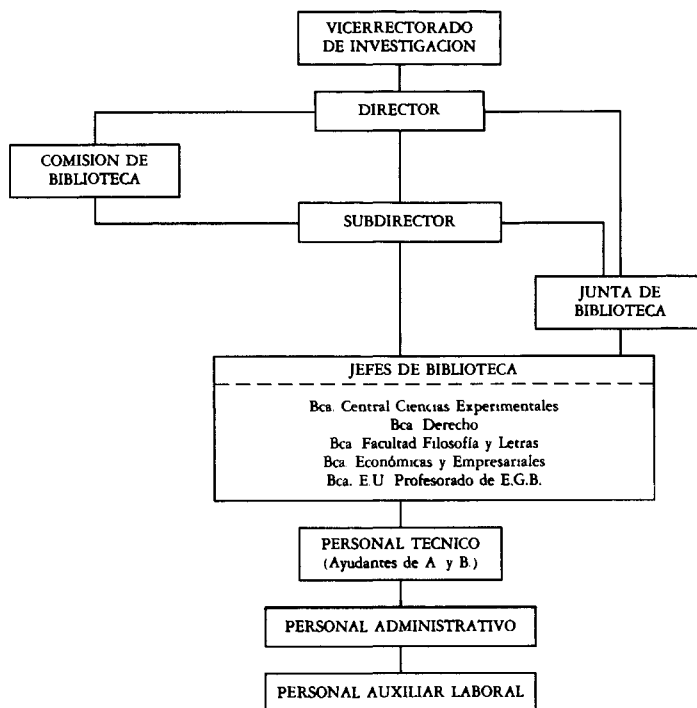 VICERRECTORADO
DE INVESTIGACION
DIRECTOR
COMISION DE
BIBLIOTECA
SUBDIRECTOR
JUNTA DE
BIBLIOTECA
JEFES DE BIBLIOTECA
Bca. Central Ciencias Experimentales
Bca Derecho
Bca Facultad Filosofía y Letras
Bca Económicas y Empresariales
Bca. E.U Profesorado de E.G.B.
PERSONAL TECNICO
(Ayudantes de A y B.)
PERSONAL ADMINISTRATIVO
PERSONAL AUXILIAR LABORAL